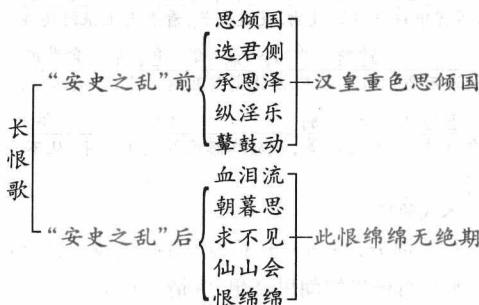 长恨歌
“安史之乱”前
思倾国
选君侧
承恩泽
纵淫乐
鼙鼓动
汉皇重色思倾国
“安史之乱”后
血泪流
朝暮思
求不见
仙山会
恨绵绵
此恨绵绵无绝期